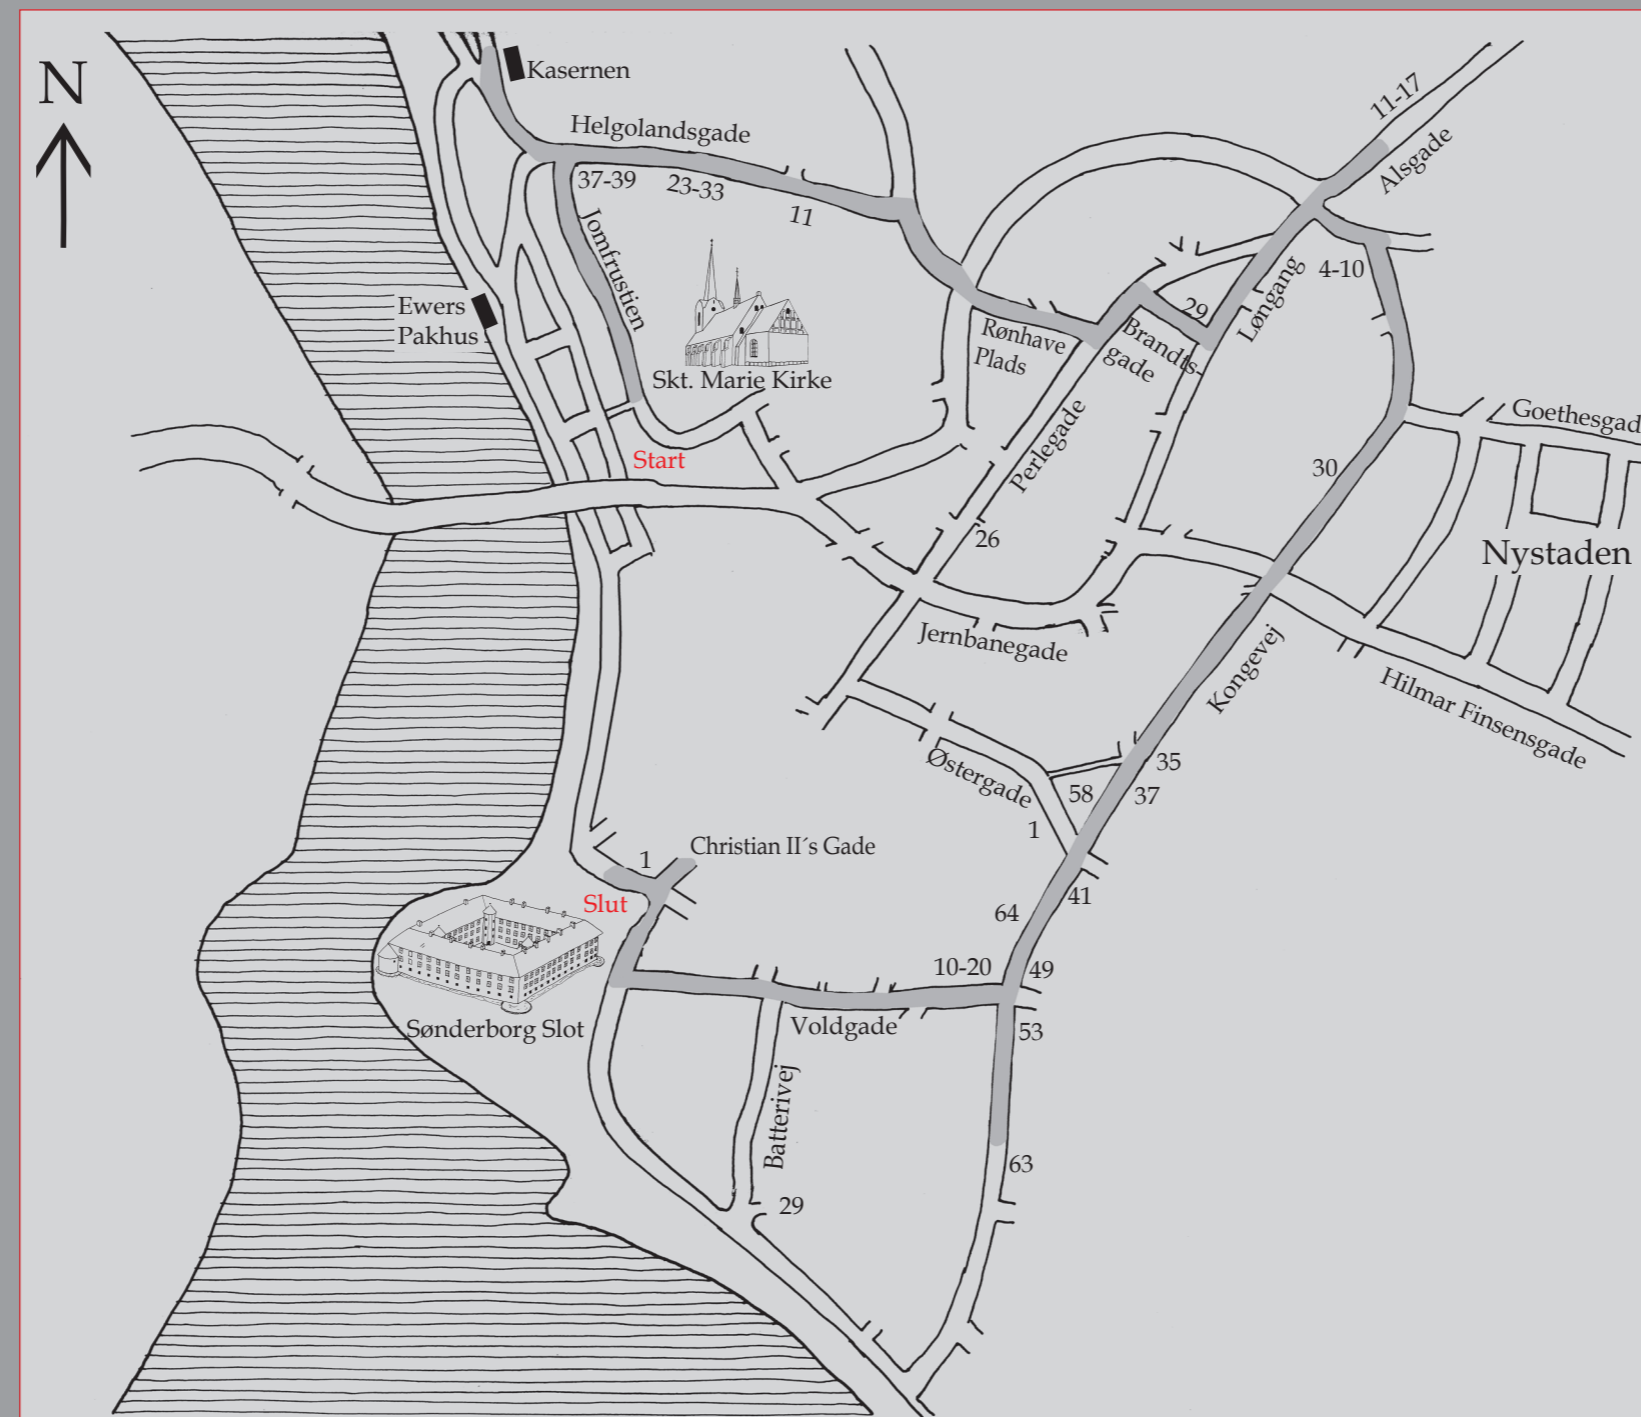 N
Kasernen
Helgolandsgade
37-39
23-33
11
Jomfrustien
Ewers
Pakhus
Skt. Marie Kirke
Start
11-17
Alsgade
4-10
Løngang
29
Brandts-
gade
Rønhave
Plads
Perlegade
26
Goethesgad
30
Nystaden
Jernbanegade
Kongevej
Hilmar Finsensgade
Østergade
1
58
35
37
41
64
10-20
49
53
63
Christian II´s Gade
1
Slut
Sønderborg Slot
Voldgade
Batterivej
29